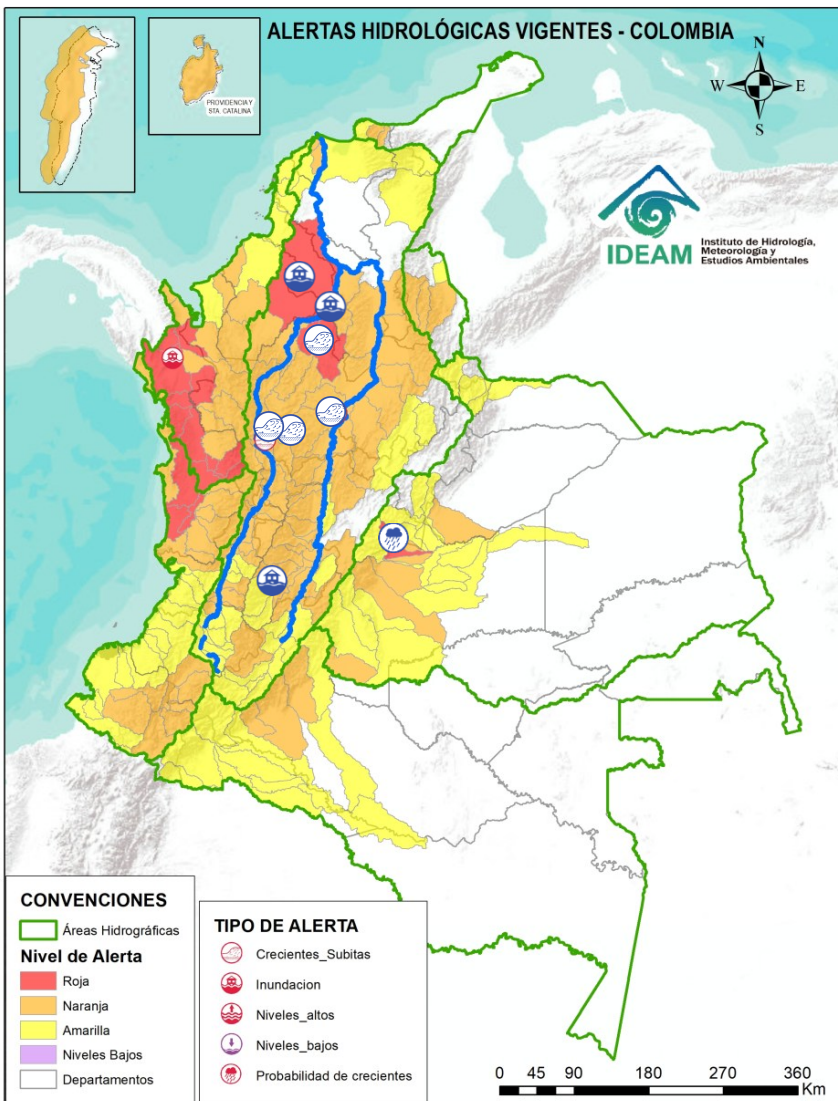 ALERTAS HIDROLÓGICAS VIGENTES - COLOMBIA
PROVIDENCIA Y
STA. CATALINA
N
W
E
S
IDEAM
Instituto de Hidrología,
Meteorología y
Estudios Ambientales
CONVENCIONES
Áreas Hidrográficas
Nivel de Alerta
Roja
Naranja
Amarilla
Niveles Bajos
Departamentos
TIPO DE ALERTA
Crecientes_Subitas
Inundacion
Niveles_altos
Niveles_bajos
Probabilidad de crecientes
0 45 90 180 270 360
Km